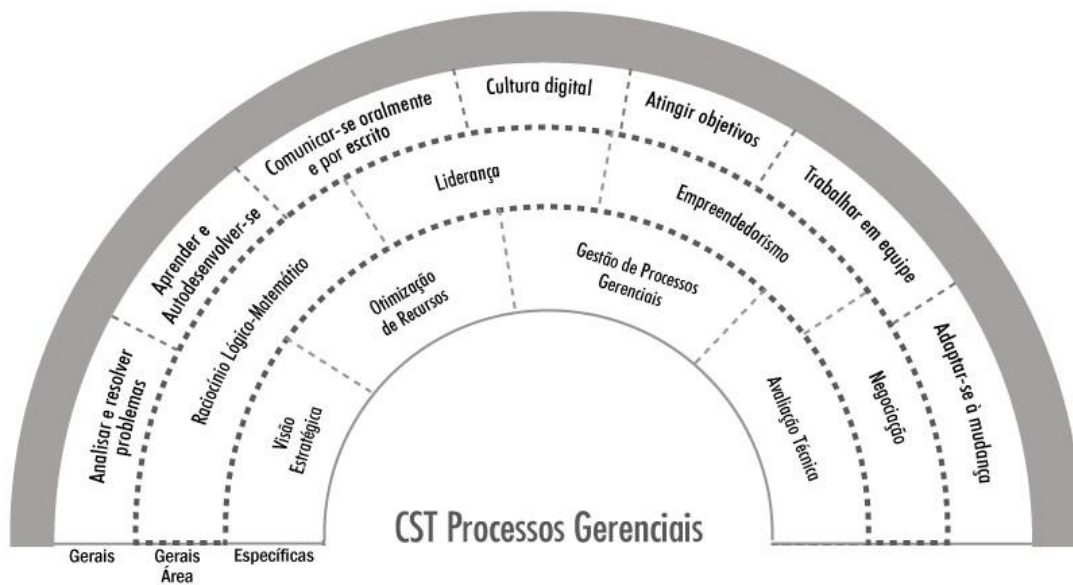 Analisar e resolver
problemas
Aprender e
Autodesenvolver-se
Comunicar-se oralmente
e por escrito
Cultura digital
Atingir objetivos
Trabalhar em equipe
Adaptar-se à mudança
Raciocínio Lógico-Matemático
Liderança
Empreendedorismo
Negociação
Visão
Estratégica
Otimização
de Recursos
Gestão de Processos
Gerenciais
Avaliação Técnica
CST Processos Gerenciais
Gerais
Gerais
Área
Específicas